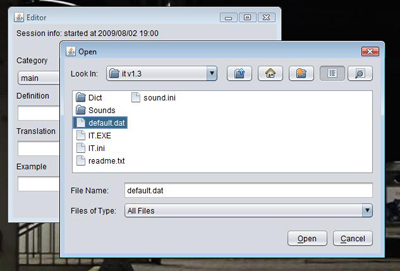 Editor
Session info: started at 2009/08/02 19:00
Category
main
Definition
Translation
Example
Open
Look In: it v1.3
Dict
Sounds
default.dat
IT.EXE
IT.ini
readme.txt
sound.ini
File Name: default.dat
Files of Type: All Files
Open Cancel